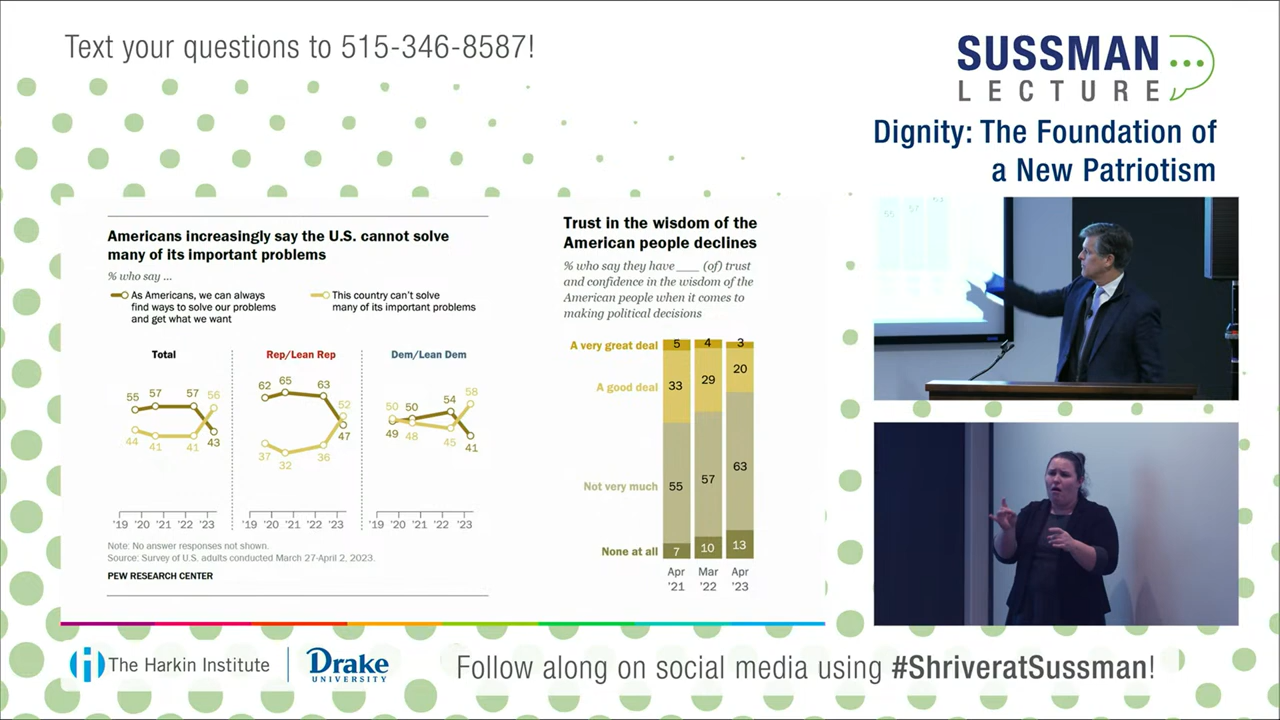 Text your questions to 515-346-8587!
SUSSMAN
LECTURE
Dignity: The Foundation of
a New Patriotism
Americans increasingly say the U.S. cannot solve
many of its important problems
% who say ...
As Americans, we can always
find ways to solve our problems
and get what we want
This country can't solve
many of its important problems
Total
55 57 57 56
44 41 41 43
'19 '20 '21 '22 '23
Rep/Lean Rep
62 65 63 52
37 32 36 47
'19 '20 '21 '22 '23
Dem/Lean Dem
50 50 54 58
49 48 45 41
'19 '20 '21 '22 '23
Note: No answer responses not shown.
Source: Survey of U.S. adults conducted March 27-April 2, 2023.
PEW RESEARCH CENTER
Trust in the wisdom of the
American people declines
% who say they have ___ (of) trust
and confidence in the wisdom of the
American people when it comes to
making political decisions
A very great deal 5 4 3
A good deal 33 29 20
Not very much 55 57 63
None at all 7 10 13
Apr Mar Apr
'21 '22 '23
55 57
The Harkin Institute
Drake
UNIVERSITY
Follow along on social media using #ShriveratSussman!